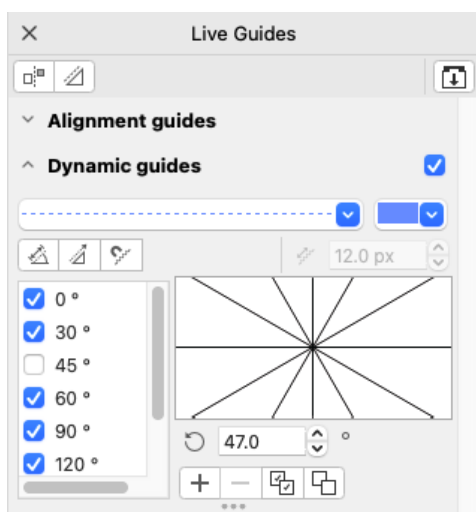 Live Guides
Alignment guides
Dynamic guides
12.0 px
0 °
30 °
45 °
60 °
90 °
120 °
47.0 °